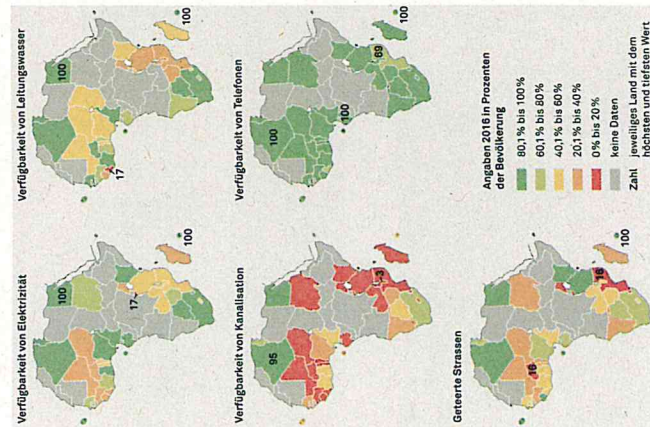 Verfügbarkeit von Elektrizität
100
17
100
Verfügbarkeit von Leitungswasser
100
17
100
Verfügbarkeit von Kanalisation
95
3
Verfügbarkeit von Telefonen
100
100
69
Geteerte Strassen
16
16
100
Angaben 2016 in Prozenten
der Bevölkerung
80,1% bis 100%
60,1% bis 80%
40,1% bis 60%
20,1% bis 40%
0% bis 20%
keine Daten
Zahl jeweiliges Land mit dem
höchsten und tiefsten Wert